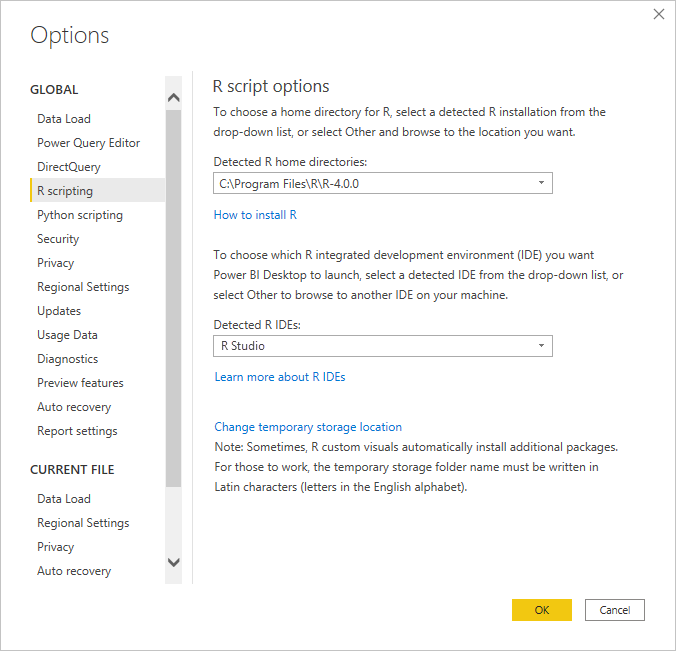 Options
GLOBAL
Data Load
Power Query Editor
DirectQuery
R scripting
Python scripting
Security
Privacy
Regional Settings
Updates
Usage Data
Diagnostics
Preview features
Auto recovery
Report settings
CURRENT FILE
Data Load
Regional Settings
Privacy
Auto recovery
R script options
To choose a home directory for R, select a detected R installation from the
drop-down list, or select Other and browse to the location you want.
Detected R home directories:
C:\Program Files\R\R-4.0.0
How to install R
To choose which R integrated development environment (IDE) you want
Power BI Desktop to launch, select a detected IDE from the drop-down list, or
select Other to browse to another IDE on your machine.
Detected R IDEs:
R Studio
Learn more about R IDEs
Change temporary storage location
Note: Sometimes, R custom visuals automatically install additional packages.
For those to work, the temporary storage folder name must be written in
Latin characters (letters in the English alphabet).
OK
Cancel